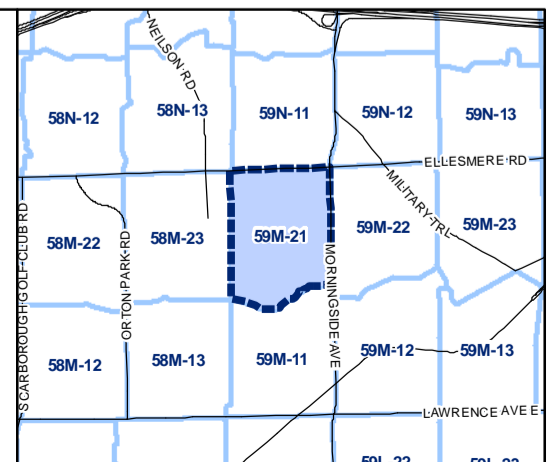 NEILSON RD
58N-12
58N-13
59N-11
59N-12
59N-13
ELLESMERE RD
MILITARY TRL
SCARBOROUGH GOLF CLUB RD
58M-22
ORTON PARK RD
58M-23
59M-21
MORNINGSIDE AVE
59M-22
59M-23
58M-12
58M-13
59M-11
59M-12
59M-13
LAWRENCE AVE E